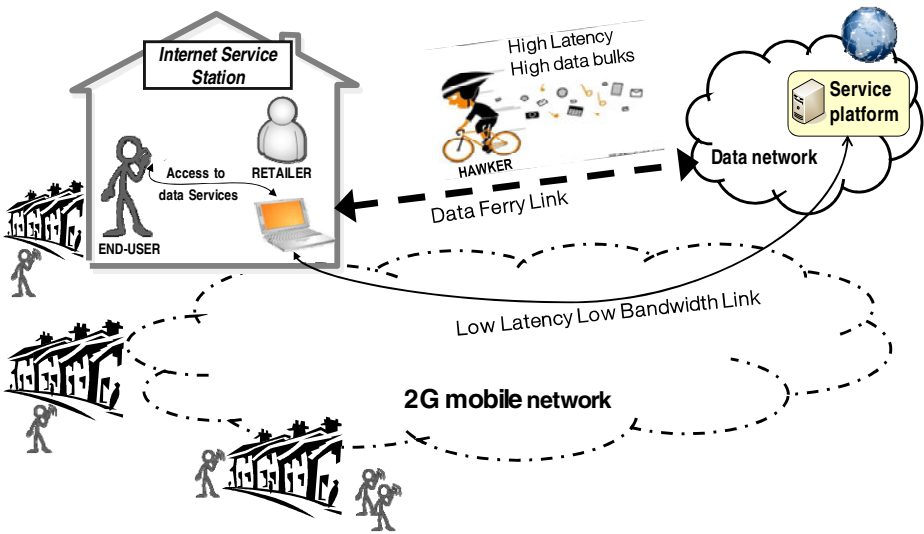 Internet Service
Station
High Latency
High data bulks
Service
platform
Data network
HAWKER
RETAILER
Access to
data Services
END-USER
Data Ferry Link
Low Latency Low Bandwidth Link
2G mobile network